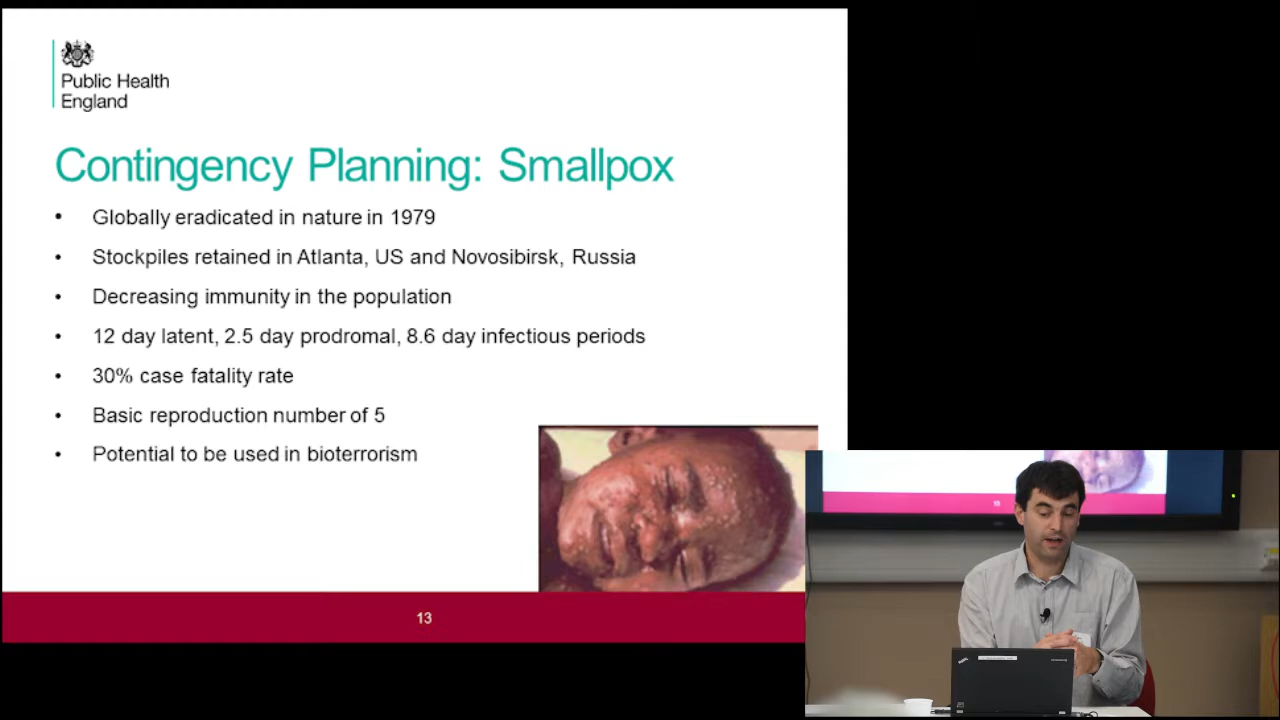 Public Health
England
Contingency Planning: Smallpox
• Globally eradicated in nature in 1979
• Stockpiles retained in Atlanta, US and Novosibirsk, Russia
• Decreasing immunity in the population
• 12 day latent, 2.5 day prodromal, 8.6 day infectious periods
• 30% case fatality rate
• Basic reproduction number of 5
• Potential to be used in bioterrorism
13